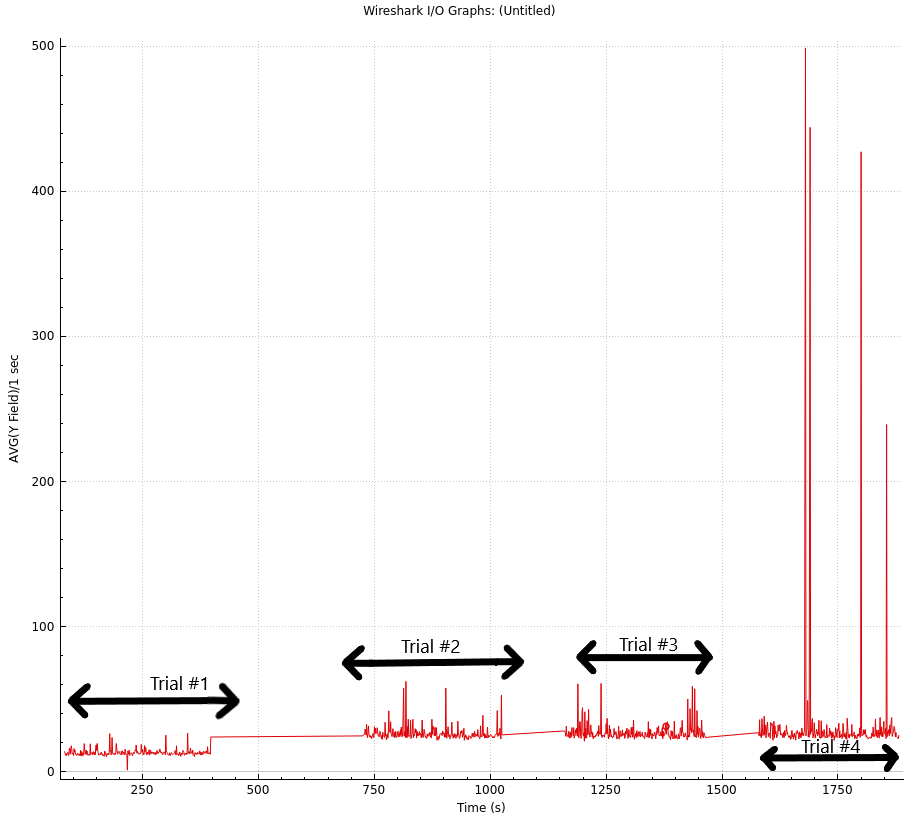 Wireshark I/O Graphs: (Untitled)
500
400
300
200
100
0
AVG(Y Field)/1 sec
Trial #1
Trial #2
Trial #3
Trial #4
250
500
750
1000
1250
1500
1750
Time (s)